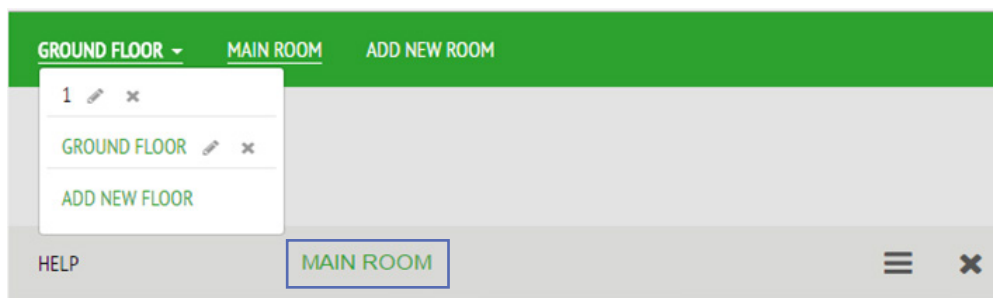 GROUND FLOOR MAIN ROOM ADD NEW ROOM
1
GROUND FLOOR
ADD NEW FLOOR
HELP MAIN ROOM